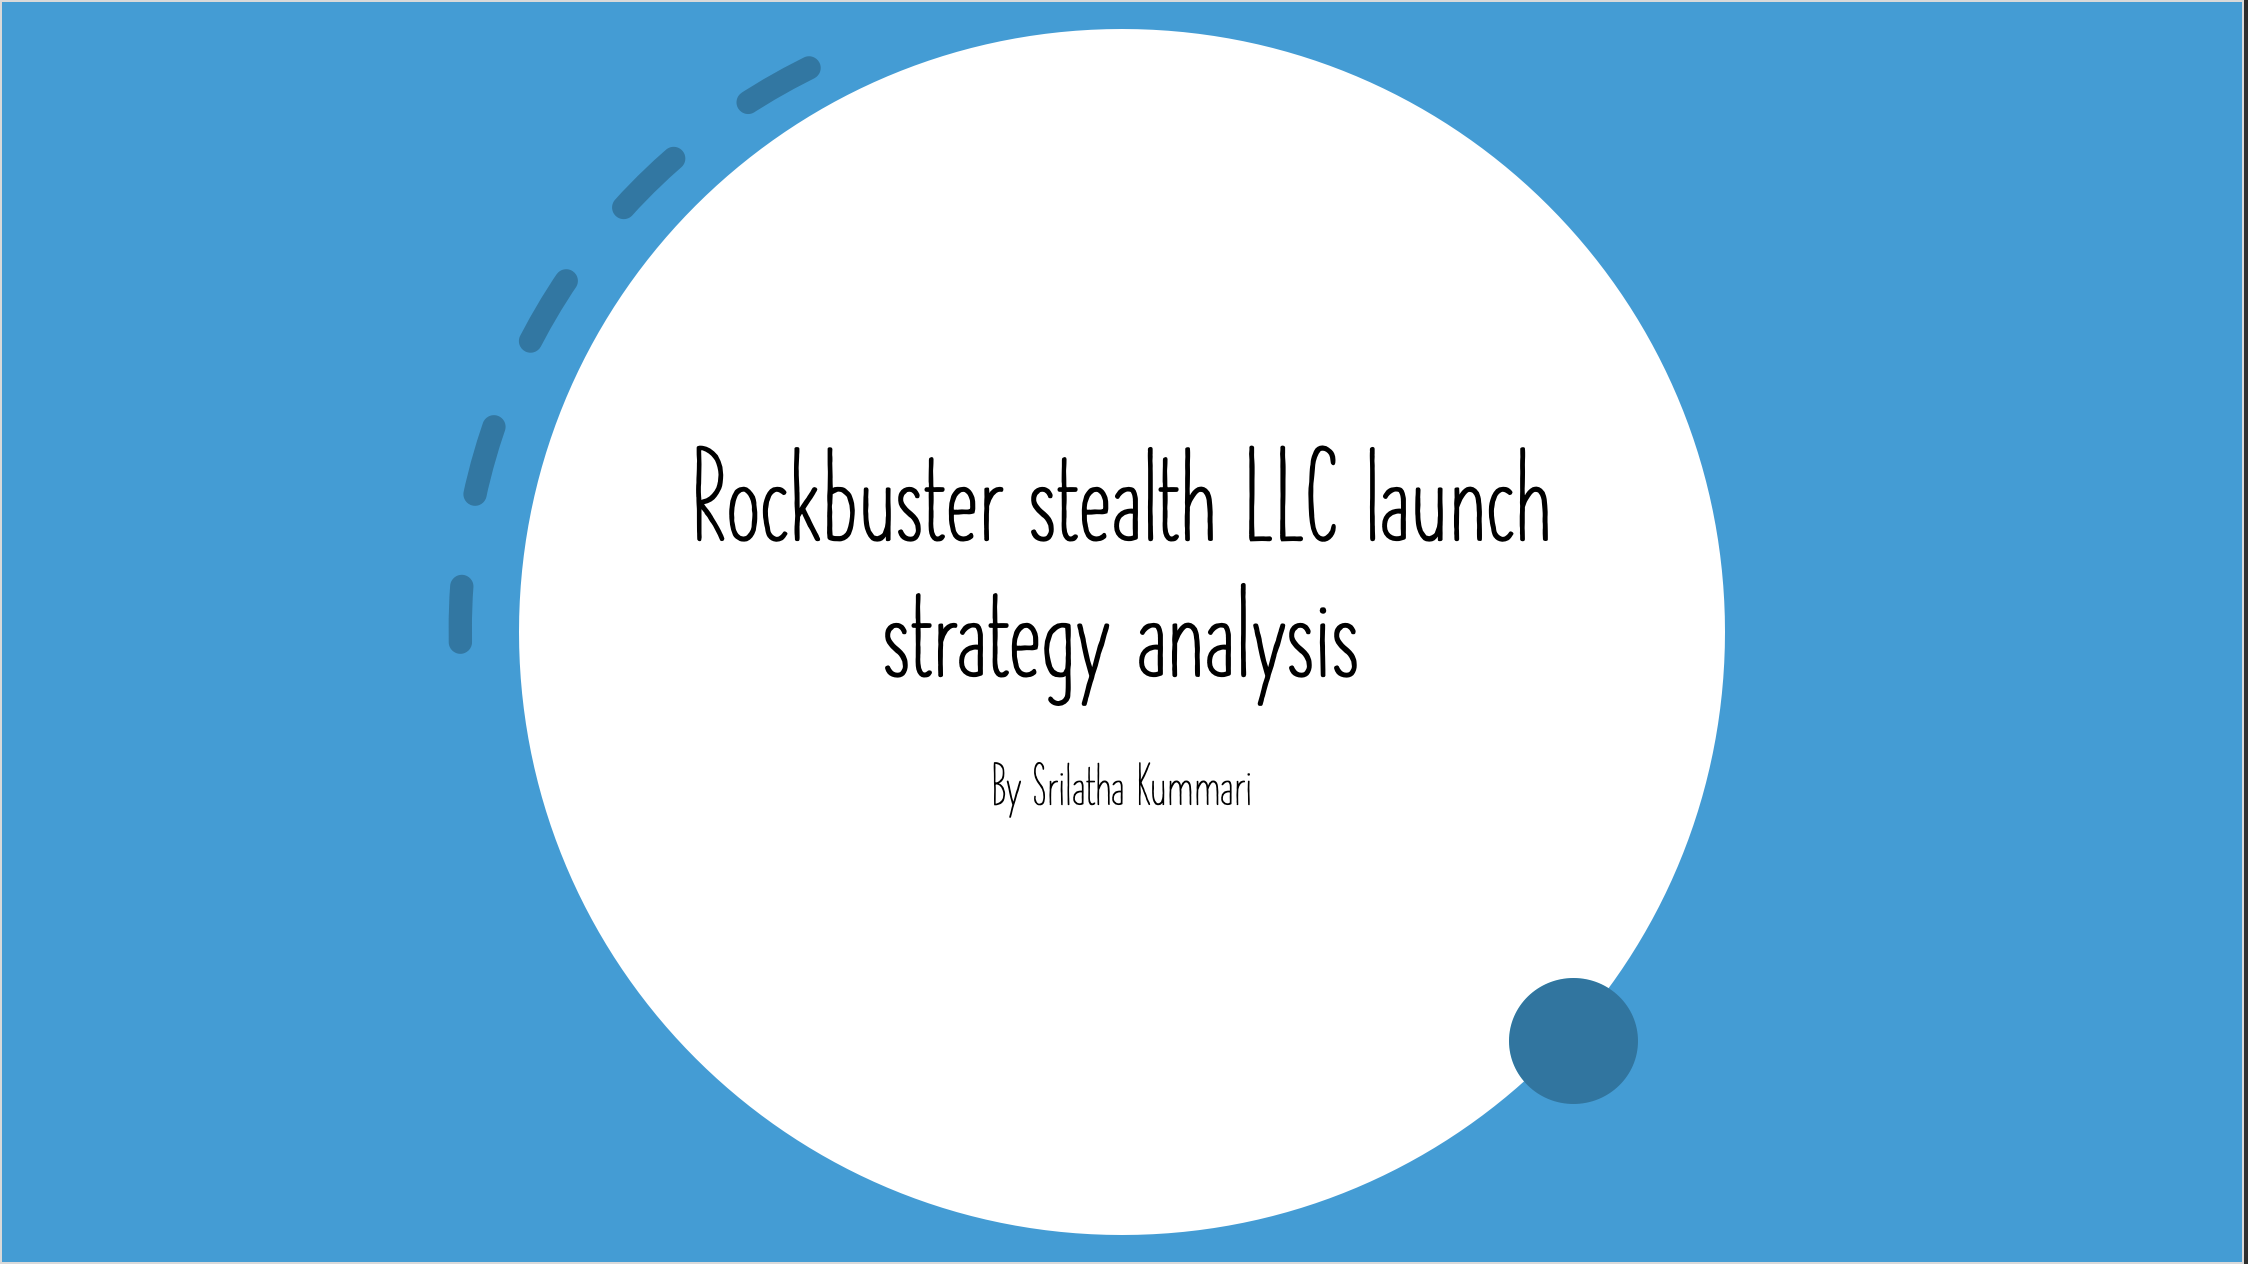 Rockbuster stealth LLC launch
strategy analysis
By Srilatha Kummari